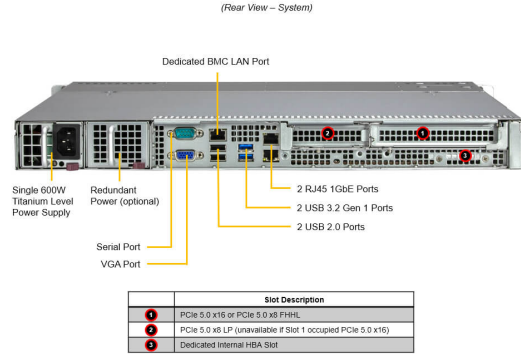 (Rear View – System)
Dedicated BMC LAN Port
2
1
3
Single 600W
Titanium Level
Power Supply
Redundant
Power (optional)
2 RJ45 1GbE Ports
2 USB 3.2 Gen 1 Ports
2 USB 2.0 Ports
Serial Port
VGA Port
Slot Description
1 PCIe 5.0 x16 or PCIe 5.0 x8 FHHL
2 PCIe 5.0 x8 LP (unavailable if Slot 1 occupied PCIe 5.0 x16)
3 Dedicated Internal HBA Slot